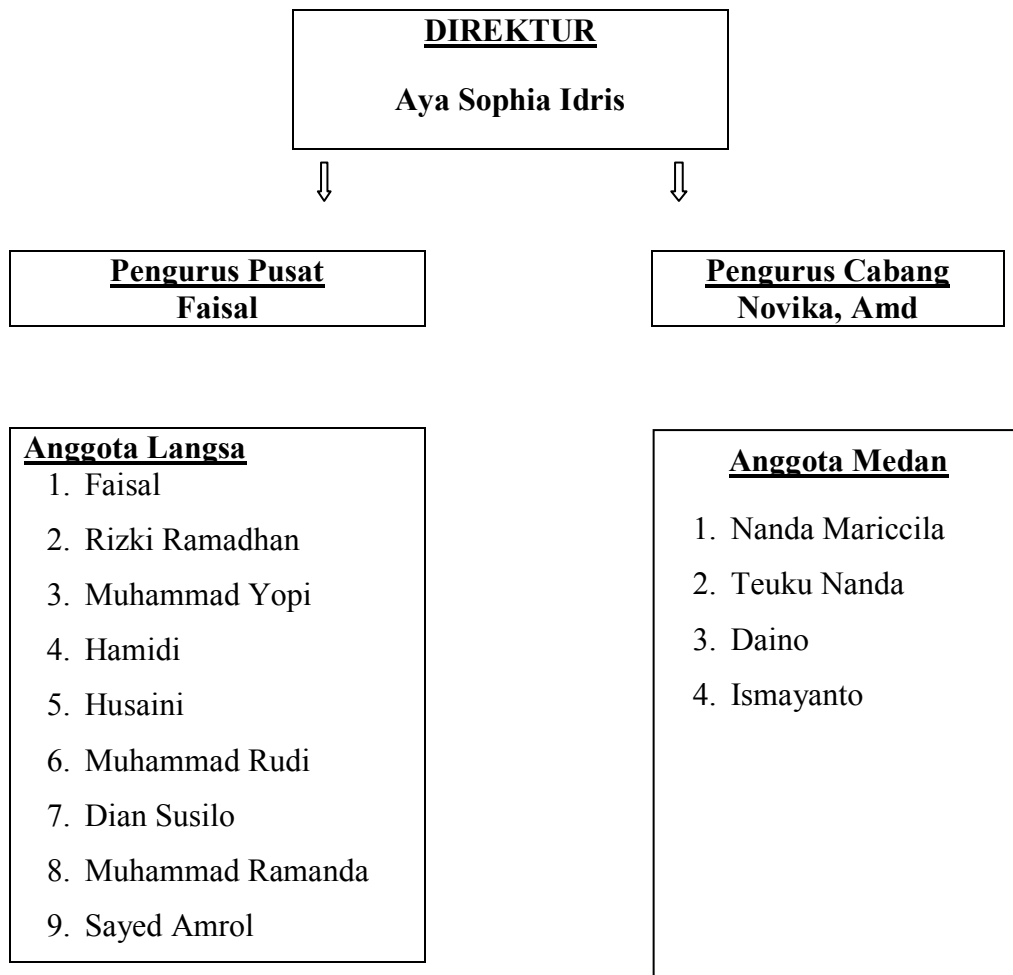 DIREKTUR
Aya Sophia Idris
Pengurus Pusat
Faisal
Pengurus Cabang
Novika, Amd
Anggota Langsa
1. Faisal
2. Rizki Ramadhan
3. Muhammad Yopi
4. Hamidi
5. Husaini
6. Muhammad Rudi
7. Dian Susilo
8. Muhammad Ramanda
9. Sayed Amrol
Anggota Medan
1. Nanda Mariccila
2. Teuku Nanda
3. Daino
4. Ismayanto